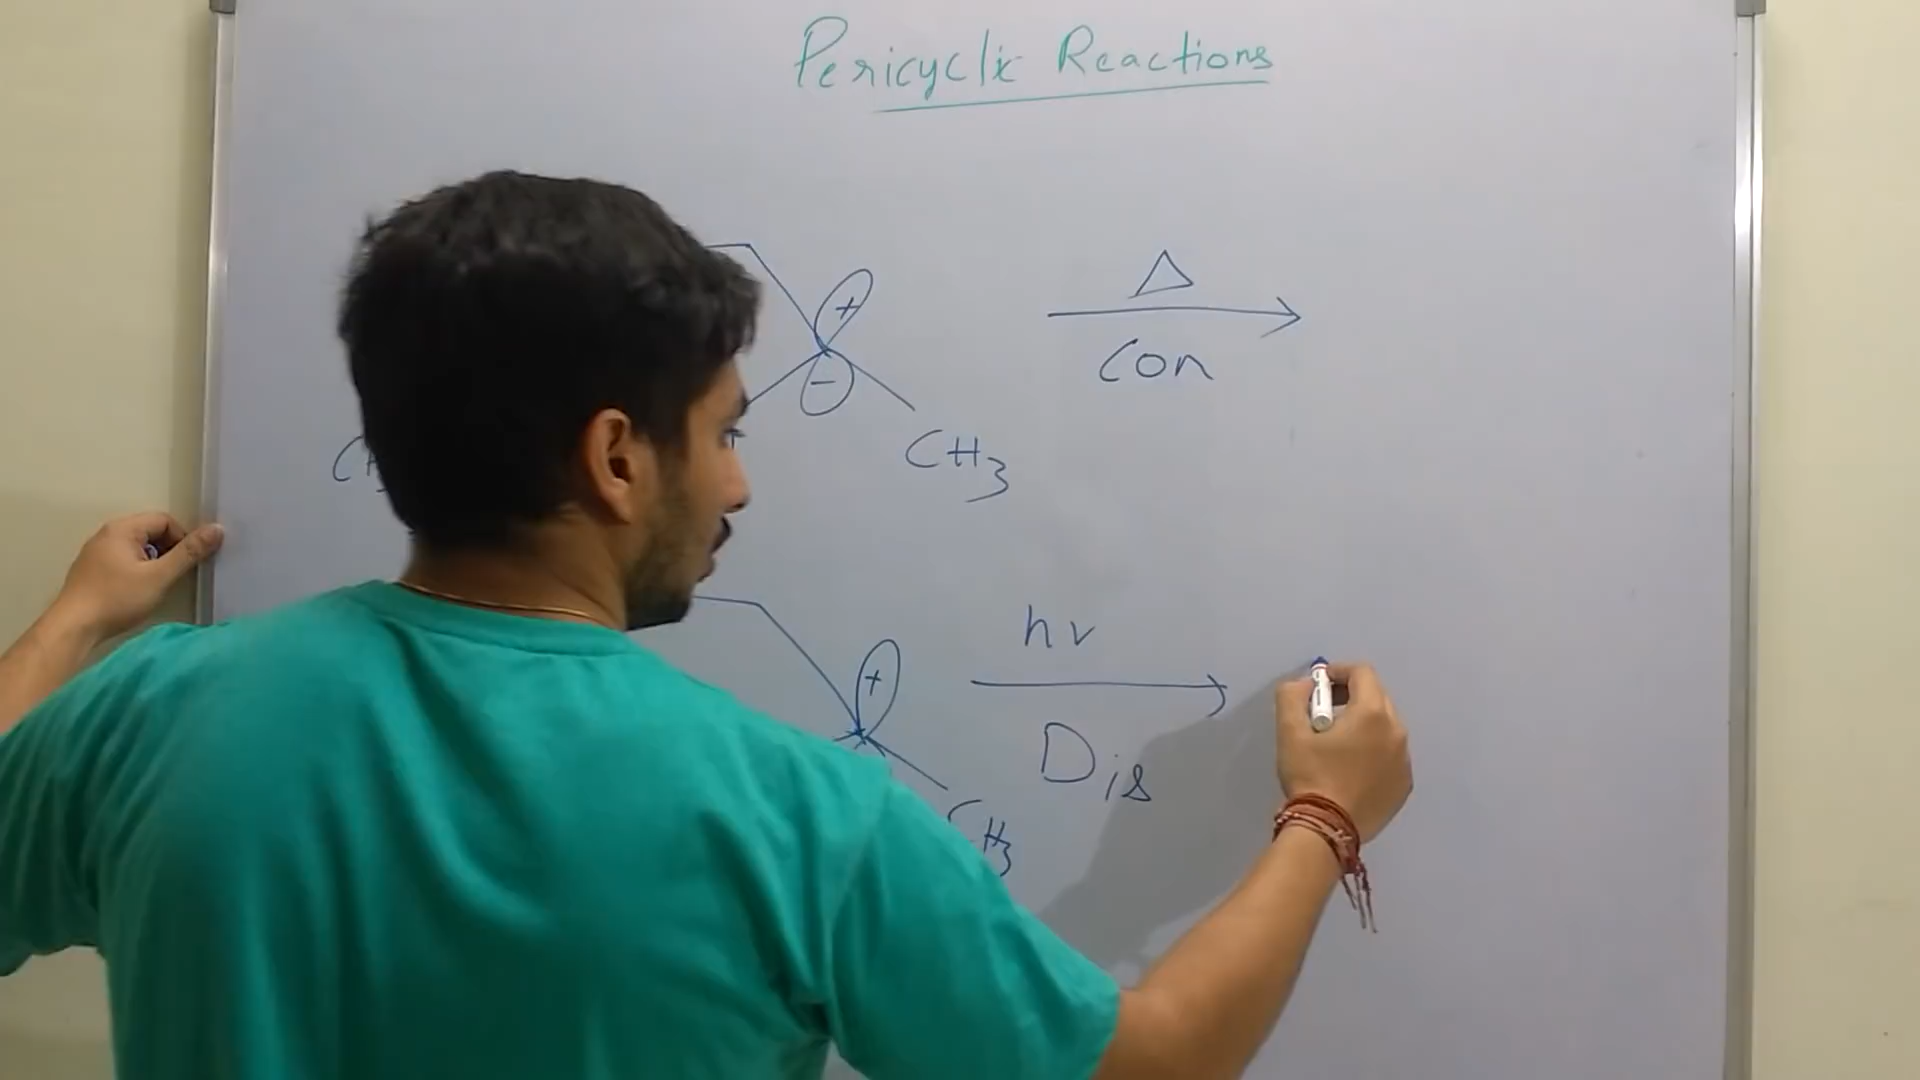 Pericyclic Reactions
+
Δ
Con
-
CH3
hν
+
Dis
CH3